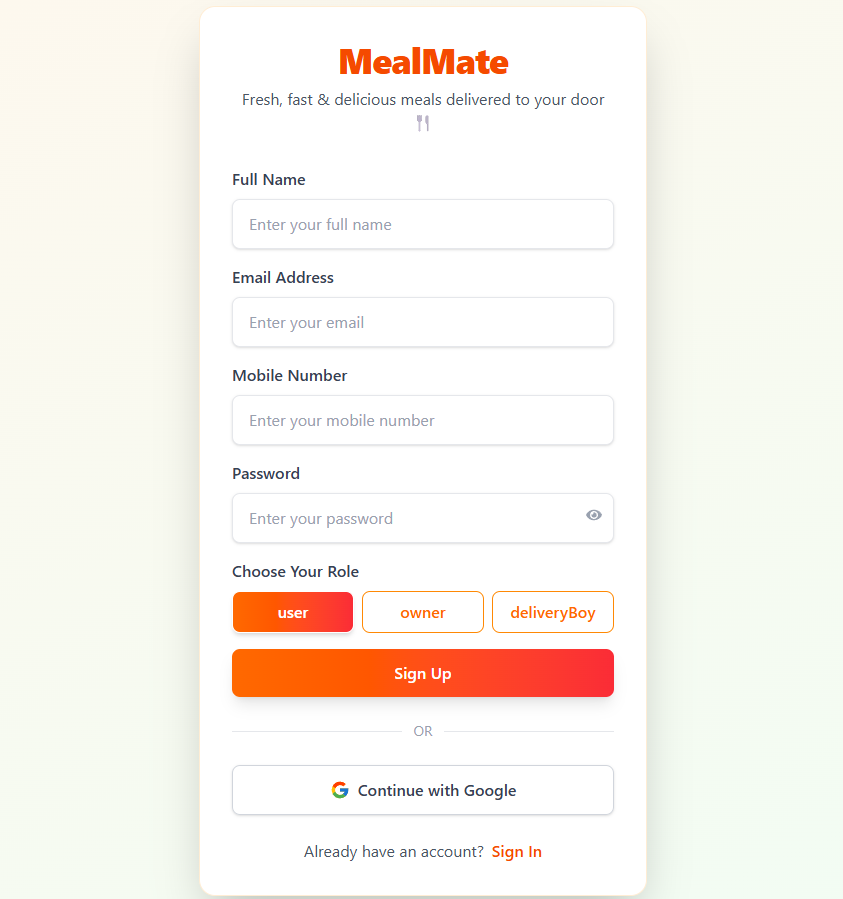 MealMate
Fresh, fast & delicious meals delivered to your door
🍴
Full Name
Enter your full name
Email Address
Enter your email
Mobile Number
Enter your mobile number
Password
Enter your password
Choose Your Role
user owner deliveryBoy
Sign Up
OR
Continue with Google
Already have an account? Sign In